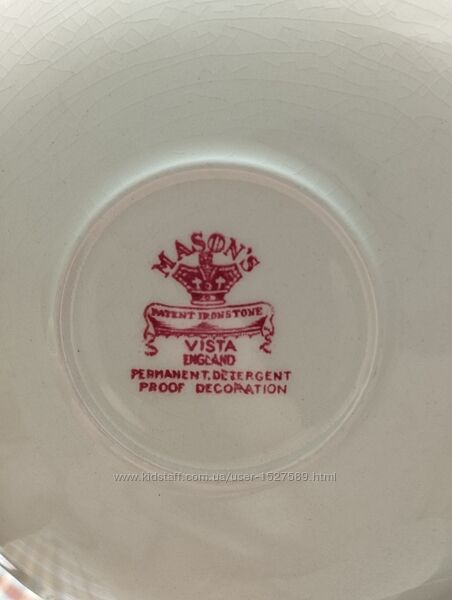 MASON'S
PATENT IRONSTONE
VISTA
ENGLAND
PERMANENT, DETERGENT
PROOF DECORATION
www.kidstaff.com.ua/user-1527589.html